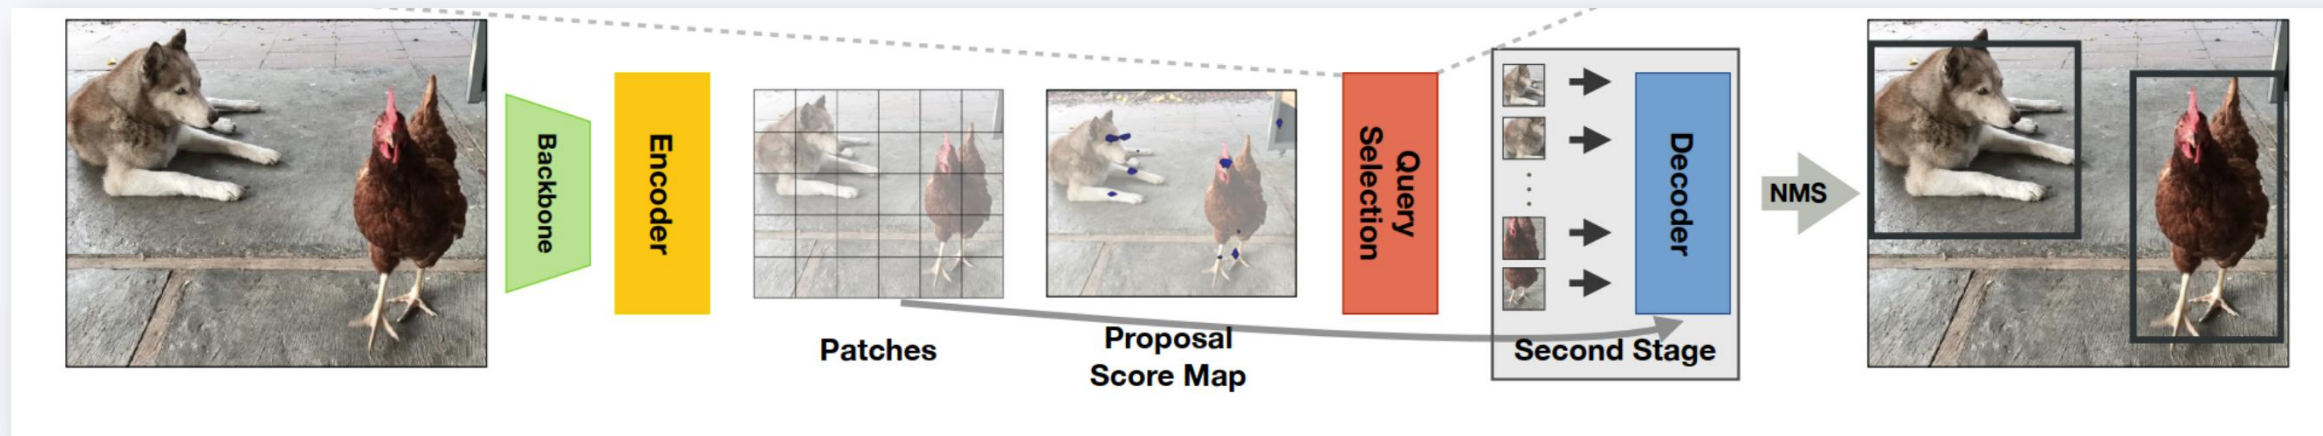 Backbone
Encoder
Patches
Proposal
Score Map
Query
Selection
Decoder
Second Stage
NMS